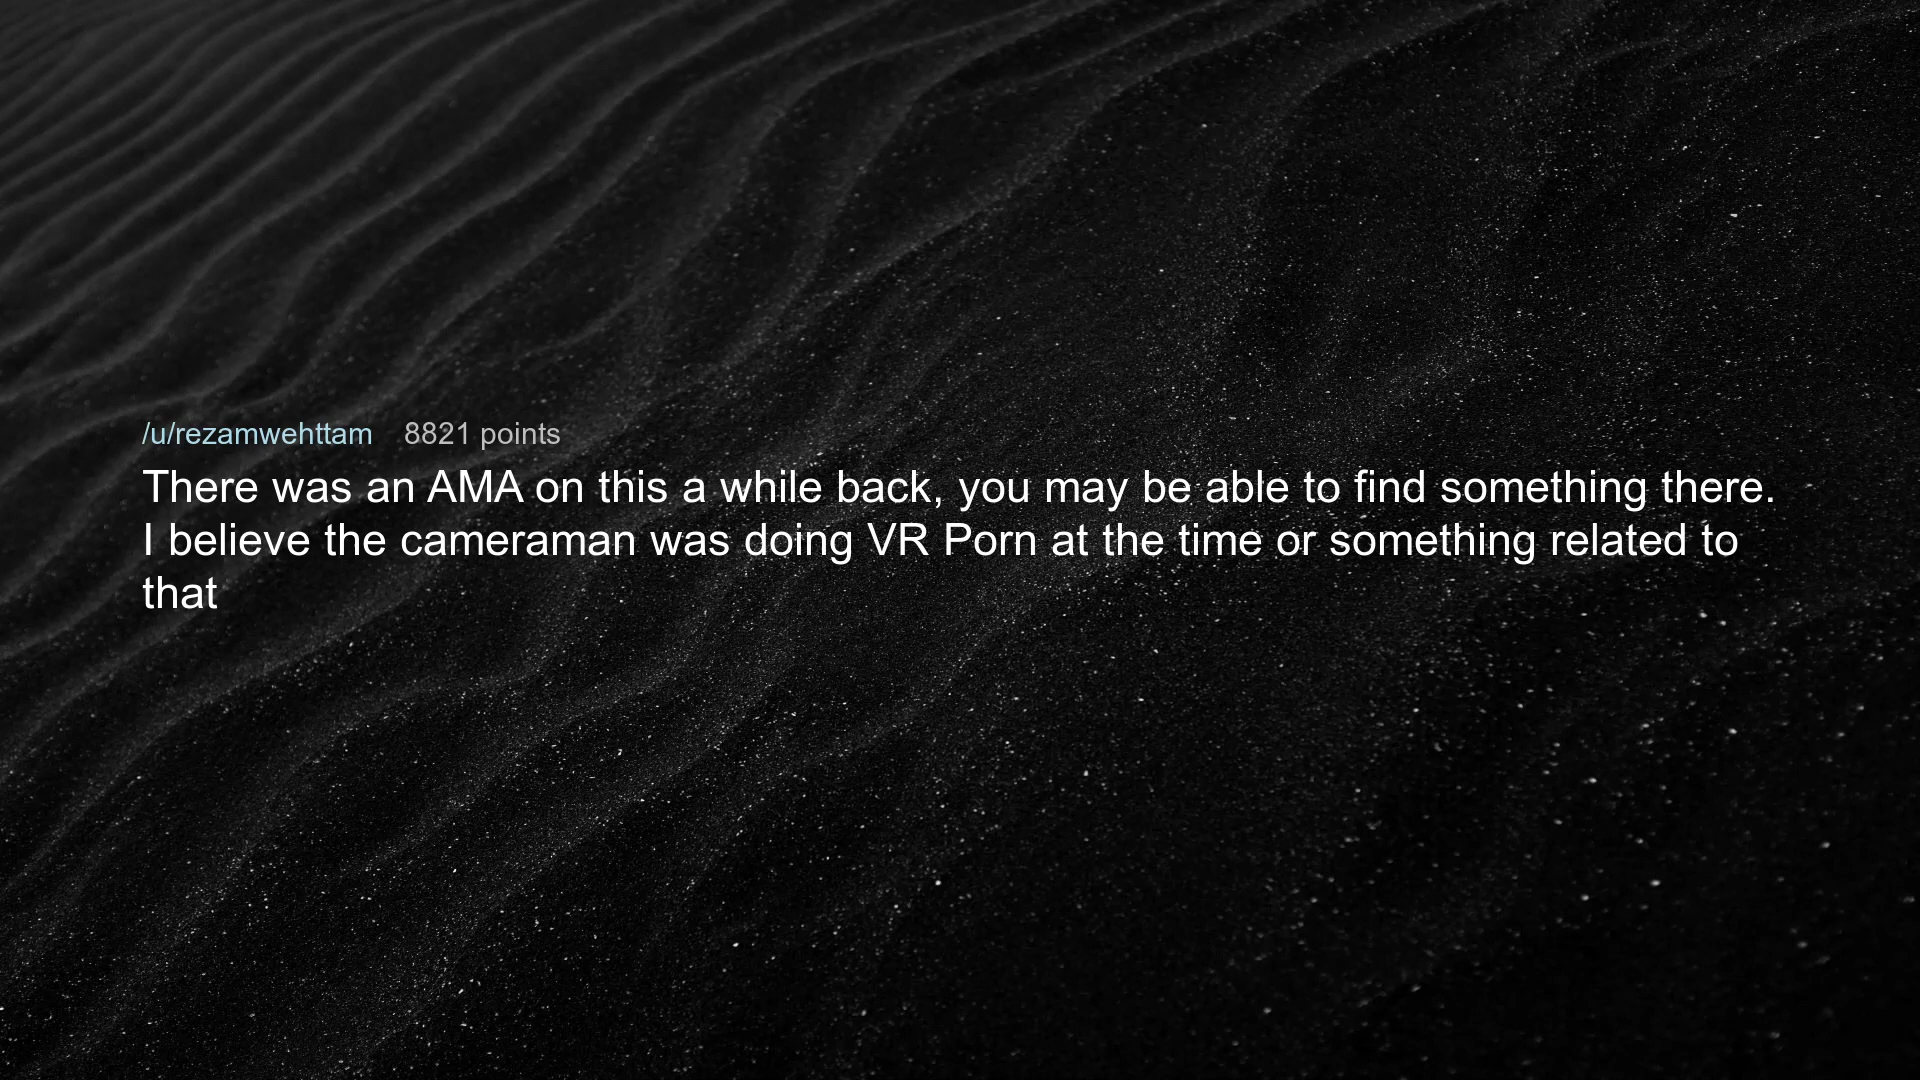 /u/rezamwehttam 8821 points
There was an AMA on this a while back, you may be able to find something there.
I believe the cameraman was doing VR Porn at the time or something related to
that